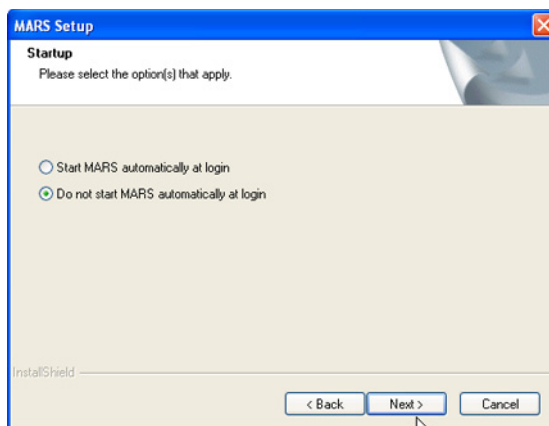 MARS Setup
Startup
Please select the option(s) that apply.
Start MARS automatically at login
Do not start MARS automatically at login
InstallShield
< Back
Next >
Cancel